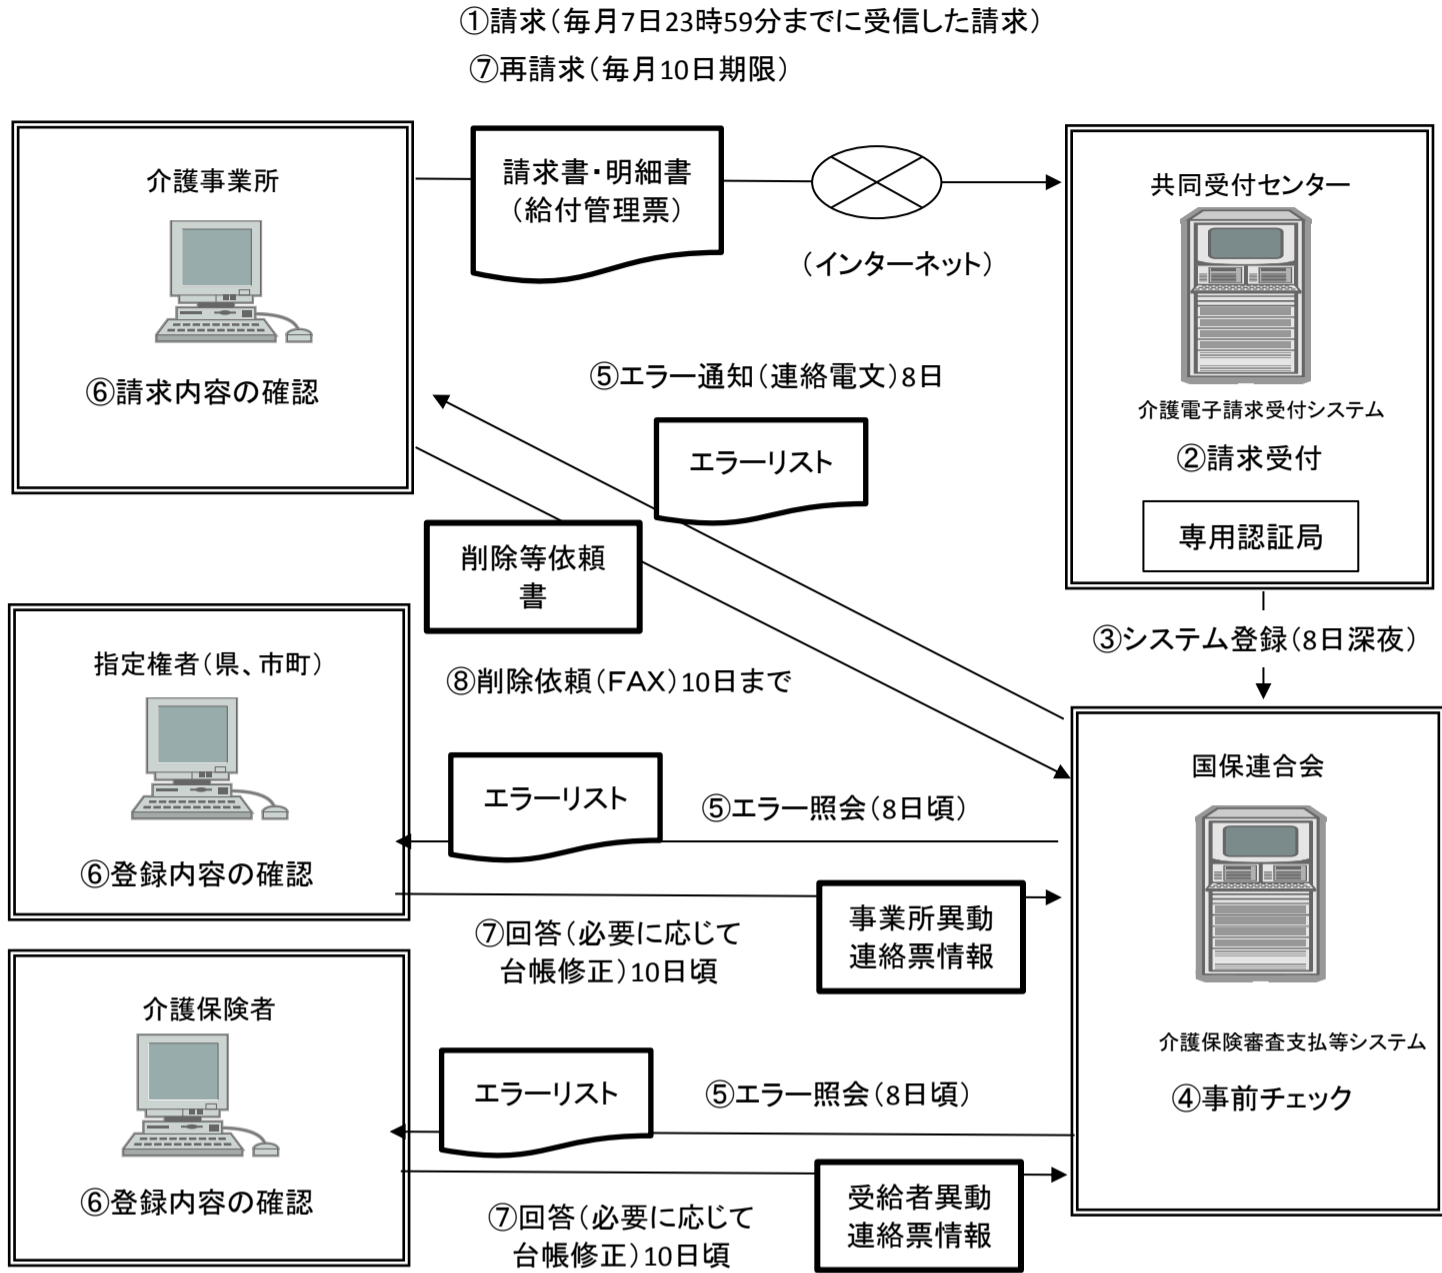 ①請求（毎月7日23時59分までに受信した請求）
⑦再請求（毎月10日期限）
介護事業所
請求書・明細書
（給付管理票）
（インターネット）
共同受付センター
⑥請求内容の確認
⑤エラー通知（連絡電文）8日
エラーリスト
介護電子請求受付システム
②請求受付
専用認証局
削除等依頼
書
③システム登録（8日深夜）
指定権者（県、市町）
⑧削除依頼（FAX）10日まで
国保連合会
エラーリスト
⑤エラー照会（8日頃）
⑥登録内容の確認
⑦回答（必要に応じて
台帳修正）10日頃
事業所異動
連絡票情報
介護保険者
介護保険審査支払等システム
④事前チェック
エラーリスト
⑤エラー照会（8日頃）
⑥登録内容の確認
⑦回答（必要に応じて
台帳修正）10日頃
受給者異動
連絡票情報